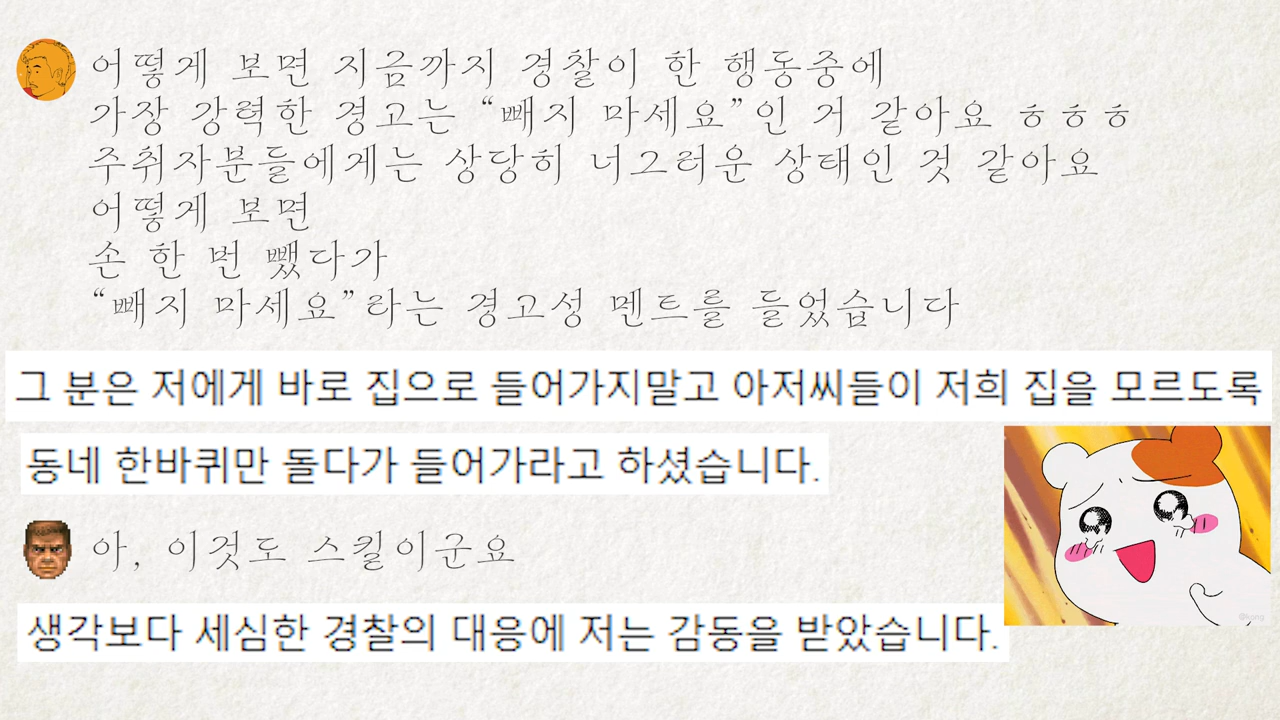 어떻게 보면 지금까지 경찰이 한 행동중에
가장 강력한 경고는 “빼지 마세요”인 거 같아요 ㅎㅎㅎ
주취자분들에게는 상당히 너그러운 상태인 것 같아요
어떻게 보면
손 한 번 뺐다가
“빼지 마세요”라는 경고성 멘트를 들었습니다
그 분은 저에게 바로 집으로 들어가지말고 아저씨들이 저희 집을 모르도록
동네 한바퀴만 돌다가 들어가라고 하셨습니다.
아, 이것도 스킬이군요
생각보다 세심한 경찰의 대응에 저는 감동을 받았습니다.